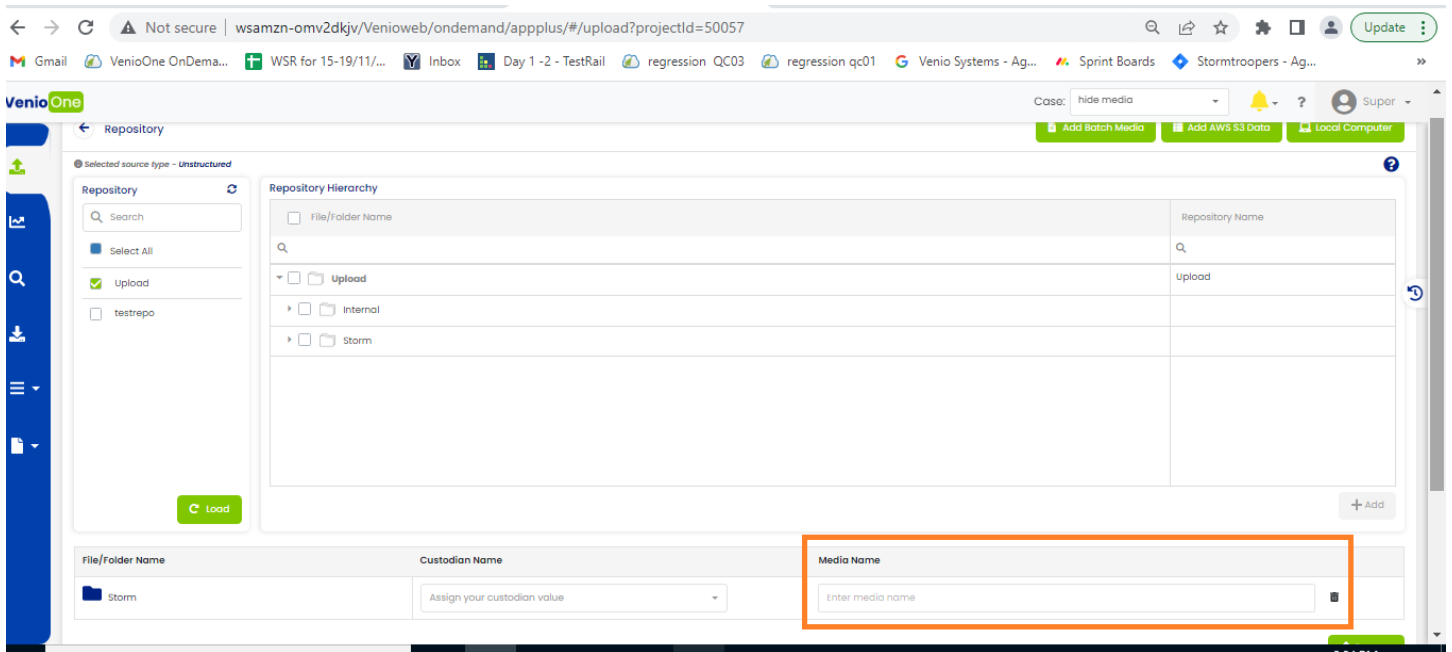 Not secure | wsamzn-omv2dkjv/Venioweb/ondemand/appplus/#/upload?projectId=50057 Update
Gmail VenioOne OnDema... WSR for 15-19/11/... Inbox Day 1 -2 - TestRail regression QC03 regression qc01 Venio Systems - Ag... Sprint Boards Stormtroopers - Ag... »
VenioOne Case: hide media ? Super
Repository Add Batch Media Add AWS S3 Data Local Computer
Selected source type - Unstructured
Repository Repository Hierarchy
Search File/Folder Name Repository Name
Select All
Upload Upload Upload
Internal
testrepo
Storm
Load + Add
File/Folder Name Custodian Name Media Name
Storm Assign your custodian value Enter media name